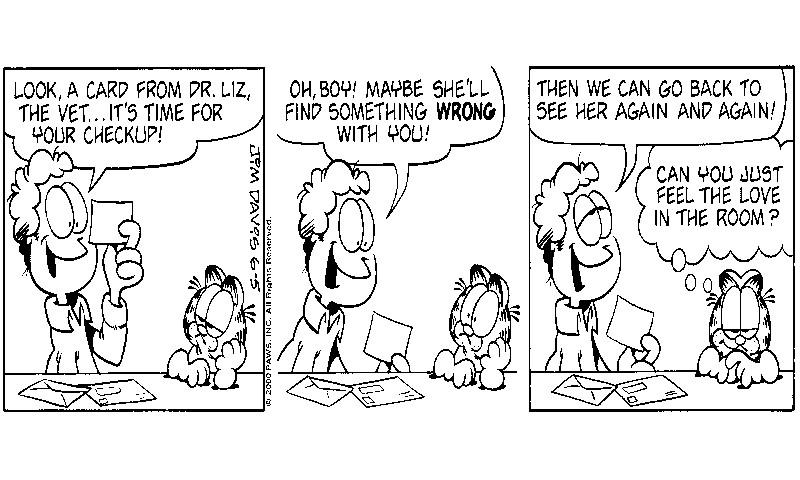 LOOK, A CARD FROM DR. LIZ,
THE VET...IT'S TIME FOR
YOUR CHECKUP!
JIM DAVIS 6-5
© 2000 PAWS, INC. All Rights Reserved.
OH, BOY! MAYBE SHE'LL
FIND SOMETHING WRONG
WITH YOU!
THEN WE CAN GO BACK TO
SEE HER AGAIN AND AGAIN!
CAN YOU JUST
FEEL THE LOVE
IN THE ROOM?